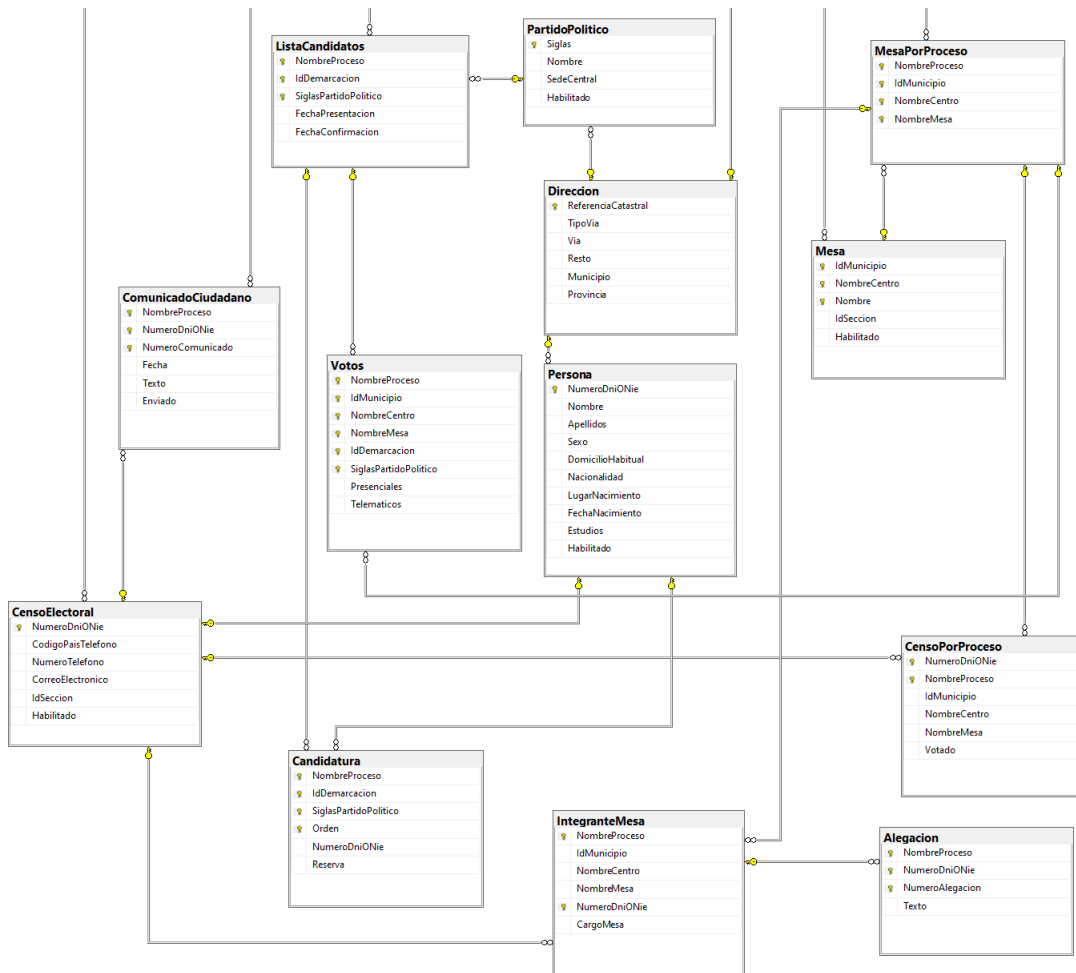 ListaCandidatos
NombreProceso
IdDemarcacion
SiglasPartidoPolitico
FechaPresentacion
FechaConfirmacion
PartidoPolitico
Siglas
Nombre
SedeCentral
Habilitado
MesaPorProceso
NombreProceso
IdMunicipio
NombreCentro
NombreMesa
Direccion
ReferenciaCatastral
TipoVia
Via
Resto
Municipio
Provincia
Mesa
IdMunicipio
NombreCentro
Nombre
IdSeccion
Habilitado
ComunicadoCiudadano
NombreProceso
NumeroDniONie
NumeroComunicado
Fecha
Texto
Enviado
Votos
NombreProceso
IdMunicipio
NombreCentro
NombreMesa
IdDemarcacion
SiglasPartidoPolitico
Presenciales
Telematicos
Persona
NumeroDniONie
Nombre
Apellidos
Sexo
DomicilioHabitual
Nacionalidad
LugarNacimiento
FechaNacimiento
Estudios
Habilitado
CensoElectoral
NumeroDniONie
CodigoPaisTelefono
NumeroTelefono
CorreoElectronico
IdSeccion
Habilitado
CensoPorProceso
NumeroDniONie
NombreProceso
IdMunicipio
NombreCentro
NombreMesa
Votado
Candidatura
NombreProceso
IdDemarcacion
SiglasPartidoPolitico
Orden
NumeroDniONie
Reserva
IntegranteMesa
NombreProceso
IdMunicipio
NombreCentro
NombreMesa
NumeroDniONie
CargoMesa
Alegacion
NombreProceso
NumeroDniONie
NumeroAlegacion
Texto